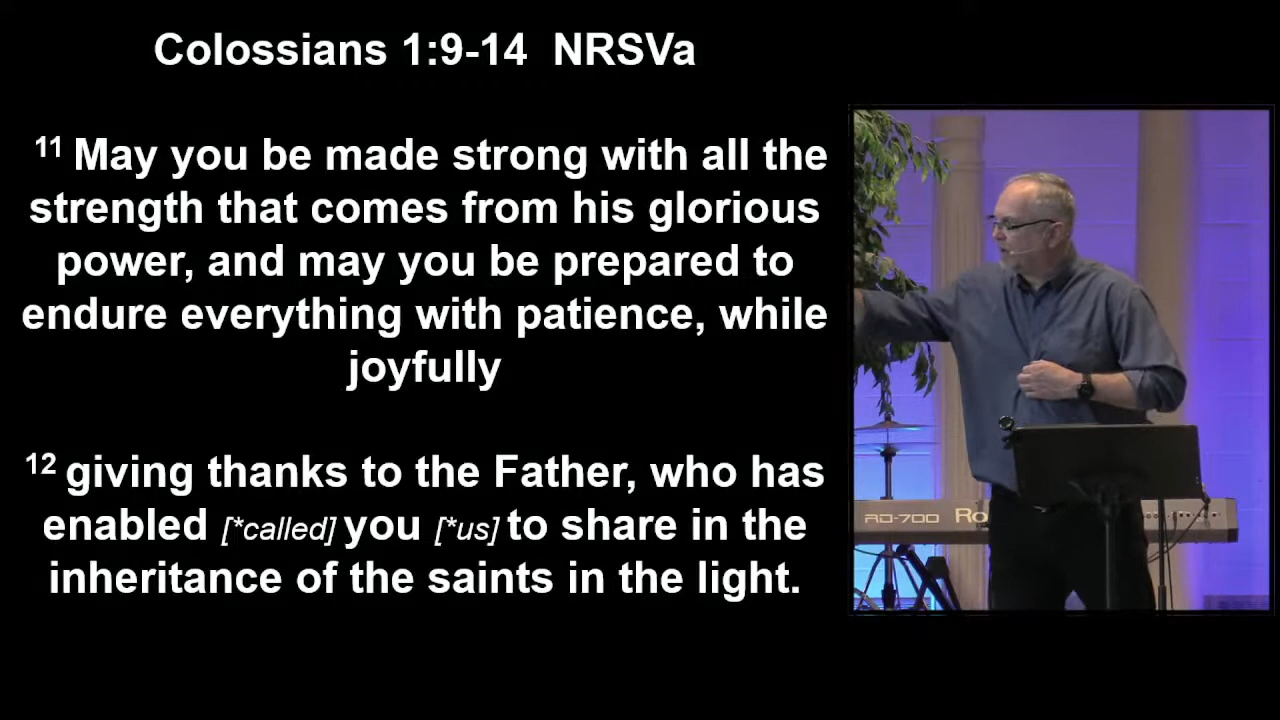 Colossians 1:9-14 NRSVa
11 May you be made strong with all the
strength that comes from his glorious
power, and may you be prepared to
endure everything with patience, while
joyfully
12 giving thanks to the Father, who has
enabled [*called] you [*us] to share in the
inheritance of the saints in the light.
RD-700 Ro